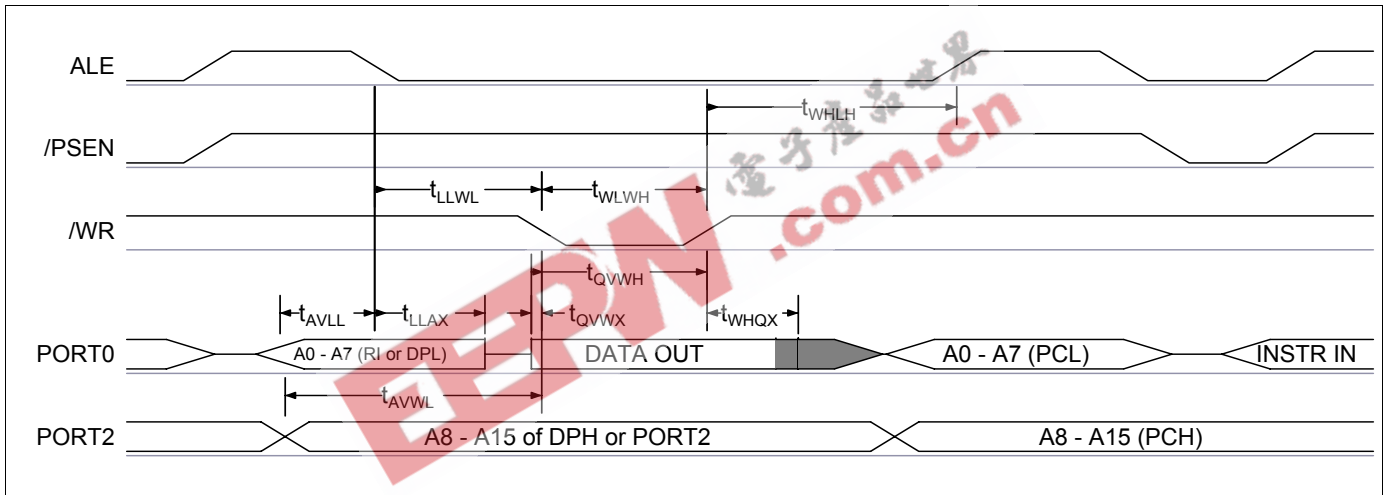 ALE
tWHLH
/PSEN
tLLWL
tWLWH
/WR
tQVWH
tAVLL
tLLAX
tQVWX
tWHQX
PORT0
A0 - A7 (RI or DPL)
DATA OUT
A0 - A7 (PCL)
INSTR IN
tAVWL
PORT2
A8 - A15 of DPH or PORT2
A8 - A15 (PCH)
EEPW
.com.cn
電子產品世界